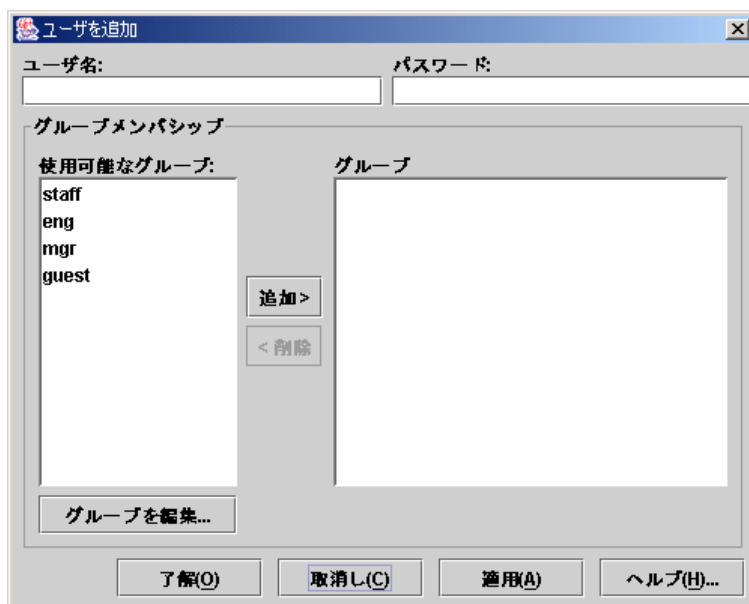 ユーザを追加
ユーザ名:
パスワード:
グループメンバシップ
使用可能なグループ:
グループ
staff
eng
mgr
guest
追加>
<削除
グループを編集...
了解(O)
取消し(C)
適用(A)
ヘルプ(H)...